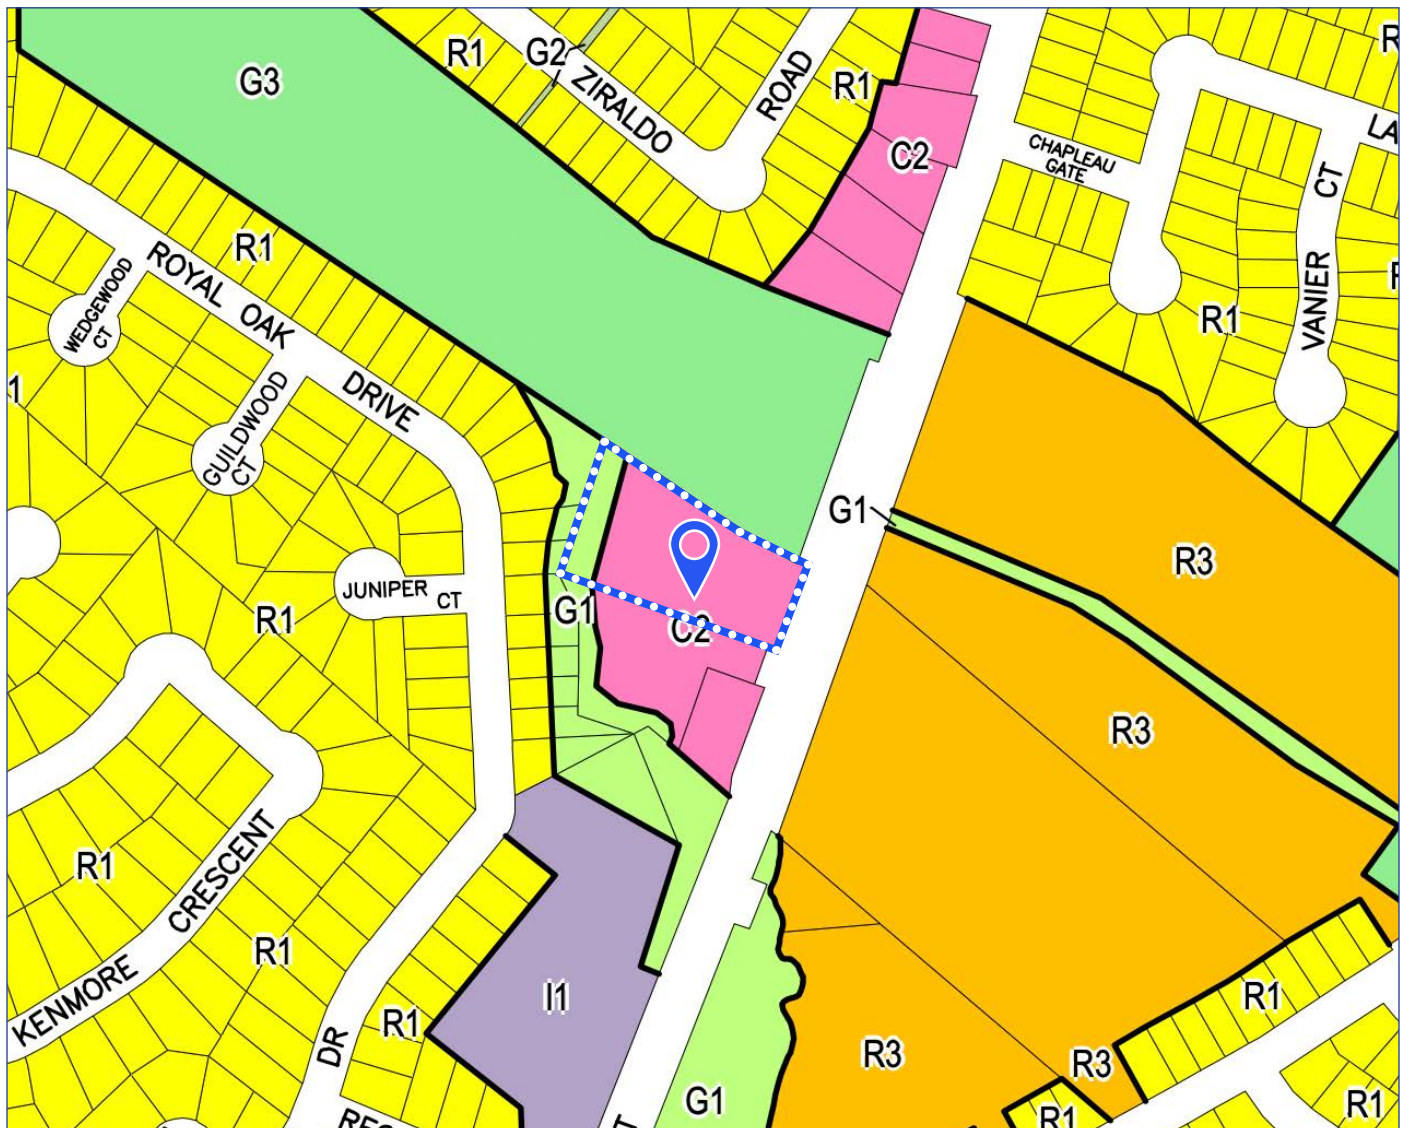 R1
G2
ZIRALDO
ROAD
R1
G3
C2
CHAPLEAU
GATE
LA
CT
VANIER
R1
R1
ROYAL OAK
DRIVE
WEDGEWOOD
CT
GUILDWOOD
CT
1
G1
R3
JUNIPER CT
R1
G1
C2
R3
R1
CRESCENT
KENMORE
R1
I1
R1
DR
R3
R3
R1
G1
R1
R1